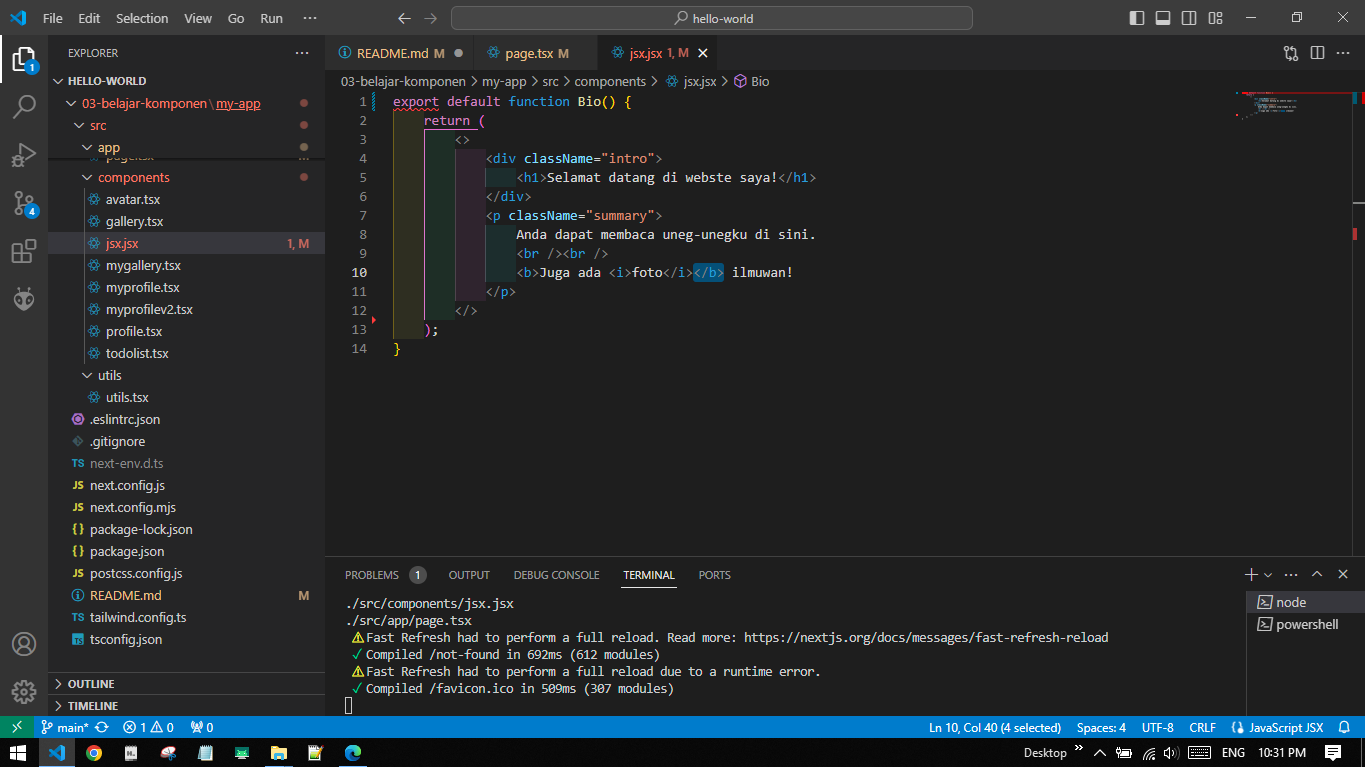 File Edit Selection View Go Run ··· hello-world
EXPLORER ···
HELLO-WORLD
03-belajar-komponen \ my-app
src
app
components
avatar.tsx
gallery.tsx
jsx.jsx 1, M
mygallery.tsx
myprofile.tsx
myprofilev2.tsx
profile.tsx
todolist.tsx
utils
utils.tsx
.eslintrc.json
.gitignore
TS next-env.d.ts
JS next.config.js
JS next.config.mjs
{} package-lock.json
{} package.json
JS postcss.config.js
README.md M
TS tailwind.config.ts
tsconfig.json
OUTLINE
TIMELINE
1
4
README.md M page.tsx M jsx.jsx 1, M
03-belajar-komponen > my-app > src > components > jsx.jsx > Bio
1 export default function Bio() {
2 return (
3 <>
4 <div className="intro">
5 <h1>Selamat datang di webste saya!</h1>
6 </div>
7 <p className="summary">
8 Anda dapat membaca uneg-unegku di sini.
9 <br /><br />
10 <b>Juga ada <i>foto</i></b> ilmuwan!
11 </p>
12 </>
13 );
14 }
PROBLEMS 1 OUTPUT DEBUG CONSOLE TERMINAL PORTS
./src/components/jsx.jsx
./src/app/page.tsx
⚠ Fast Refresh had to perform a full reload. Read more: https://nextjs.org/docs/messages/fast-refresh-reload
✓ Compiled /not-found in 692ms (612 modules)
⚠ Fast Refresh had to perform a full reload due to a runtime error.
✓ Compiled /favicon.ico in 509ms (307 modules)
node
powershell
main* 1 0 0 Ln 10, Col 40 (4 selected) Spaces: 4 UTF-8 CRLF {} JavaScript JSX
Desktop ENG 10:31 PM